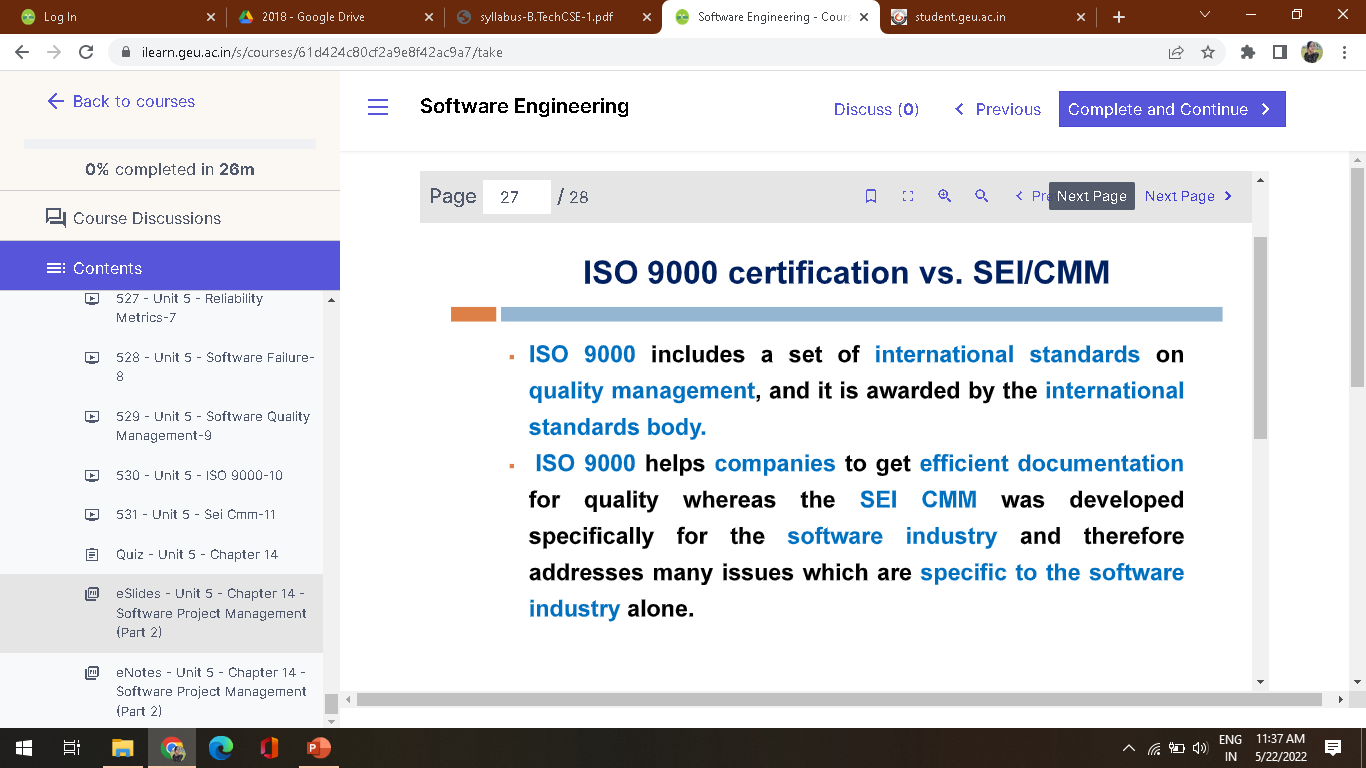 Log In
2018 - Google Drive
syllabus-B.TechCSE-1.pdf
Software Engineering - Cour
student.geu.ac.in
ilearn.geu.ac.in/s/courses/61d424c80cf2a9e8f42ac9a7/take
Back to courses
0% completed in 26m
Course Discussions
Contents
527 - Unit 5 - Reliability
Metrics-7
528 - Unit 5 - Software Failure-
8
529 - Unit 5 - Software Quality
Management-9
530 - Unit 5 - ISO 9000-10
531 - Unit 5 - Sei Cmm-11
Quiz - Unit 5 - Chapter 14
eSlides - Unit 5 - Chapter 14 -
Software Project Management
(Part 2)
eNotes - Unit 5 - Chapter 14 -
Software Project Management
(Part 2)
Software Engineering
Discuss (0)
Previous
Complete and Continue
Page 27 / 28
Pre
Next Page
Next Page
ISO 9000 certification vs. SEI/CMM
ISO 9000 includes a set of international standards on
quality management, and it is awarded by the international
standards body.
ISO 9000 helps companies to get efficient documentation
for quality whereas the SEI CMM was developed
specifically for the software industry and therefore
addresses many issues which are specific to the software
industry alone.
ENG
IN
11:37 AM
5/22/2022